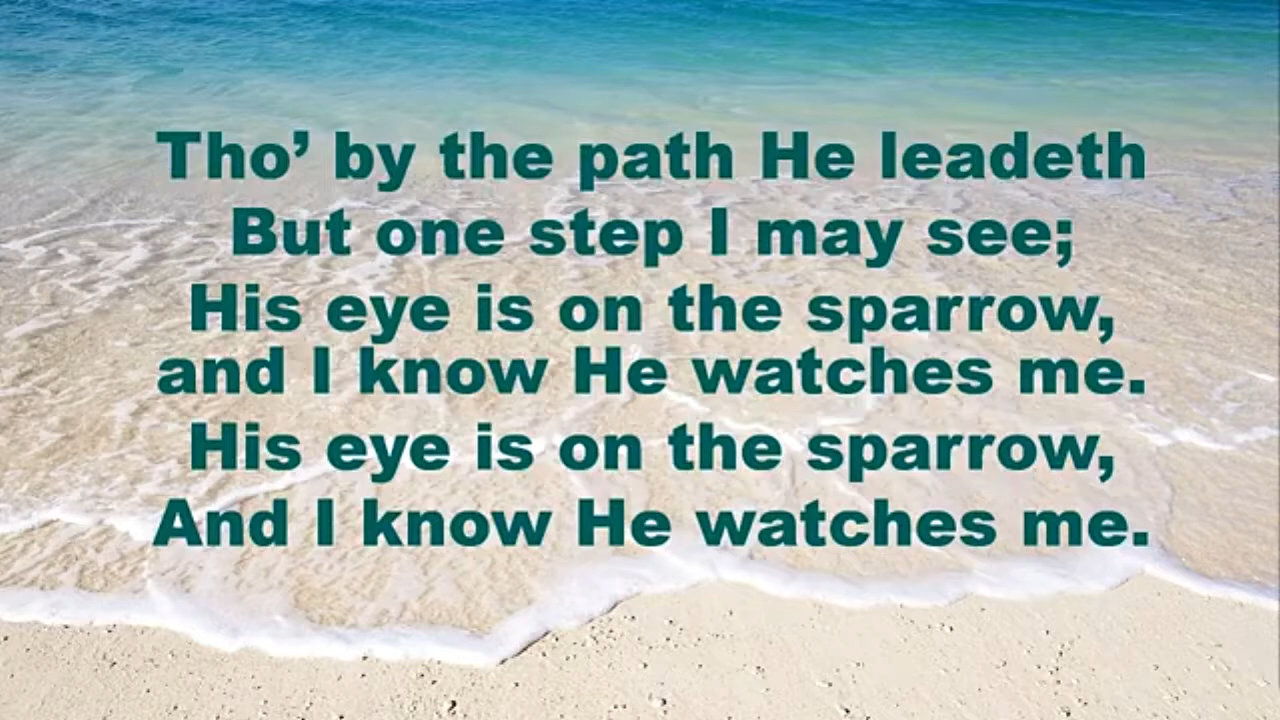 Tho’ by the path He leadeth
But one step I may see;
His eye is on the sparrow,
and I know He watches me.
His eye is on the sparrow,
And I know He watches me.